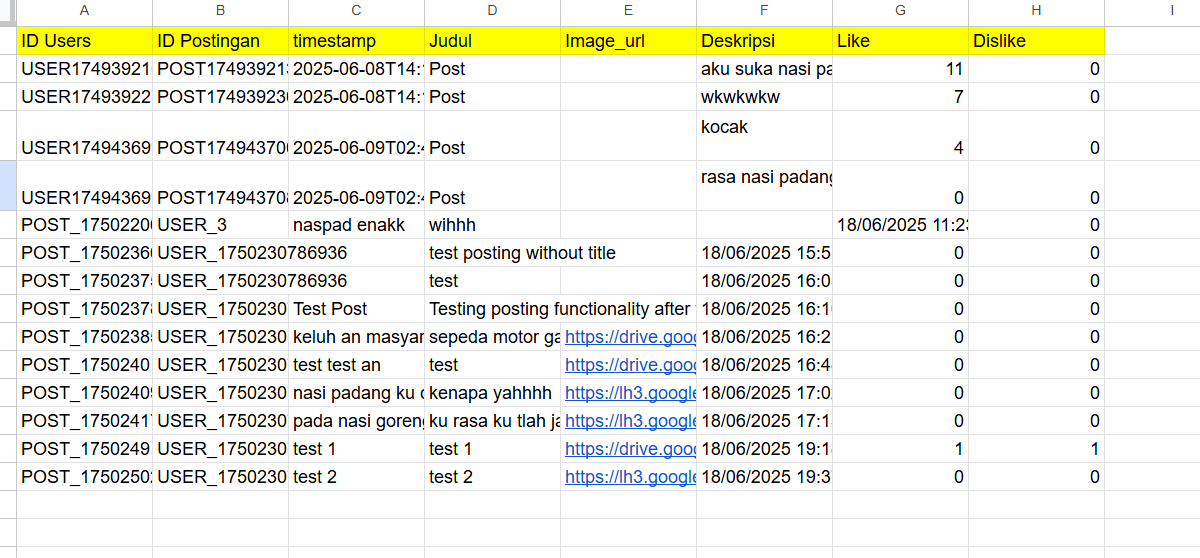 A B C D E F G H I
ID Users ID Postingan timestamp Judul Image_url Deskripsi Like Dislike
USER17493921 POST174939213 2025-06-08T14: Post aku suka nasi pa 11 0
USER17493922 POST174939236 2025-06-08T14: Post wkwkwkw 7 0
kocak
USER17494369 POST174943706 2025-06-09T02:4 Post 4 0
rasa nasi padang
USER17494369 POST174943708 2025-06-09T02:4 Post 0 0
POST_17502206 USER_3 naspad enakk wihhh 18/06/2025 11:23 0
POST_17502366 USER_1750230786936 test posting without title 18/06/2025 15:5 0 0
POST_17502375 USER_1750230786936 test 18/06/2025 16:0 0 0
POST_17502378 USER_1750230 Test Post Testing posting functionality after 18/06/2025 16:1 0 0
POST_1750238 USER_1750230 keluh an masyar sepeda motor ga https://drive.goog 18/06/2025 16:2 0 0
POST_1750240 USER_1750230 test test an test https://drive.goog 18/06/2025 16:4 0 0
POST_1750240 USER_1750230 nasi padang ku kenapa yahhhh https://lh3.google 18/06/2025 17:0 0 0
POST_1750241 USER_1750230 pada nasi goreng ku rasa ku tlah ja https://lh3.google 18/06/2025 17:1 0 0
POST_1750249 USER_1750230 test 1 test 1 https://drive.goog 18/06/2025 19:1 1 1
POST_1750250 USER_1750230 test 2 test 2 https://lh3.google 18/06/2025 19:3 0 0